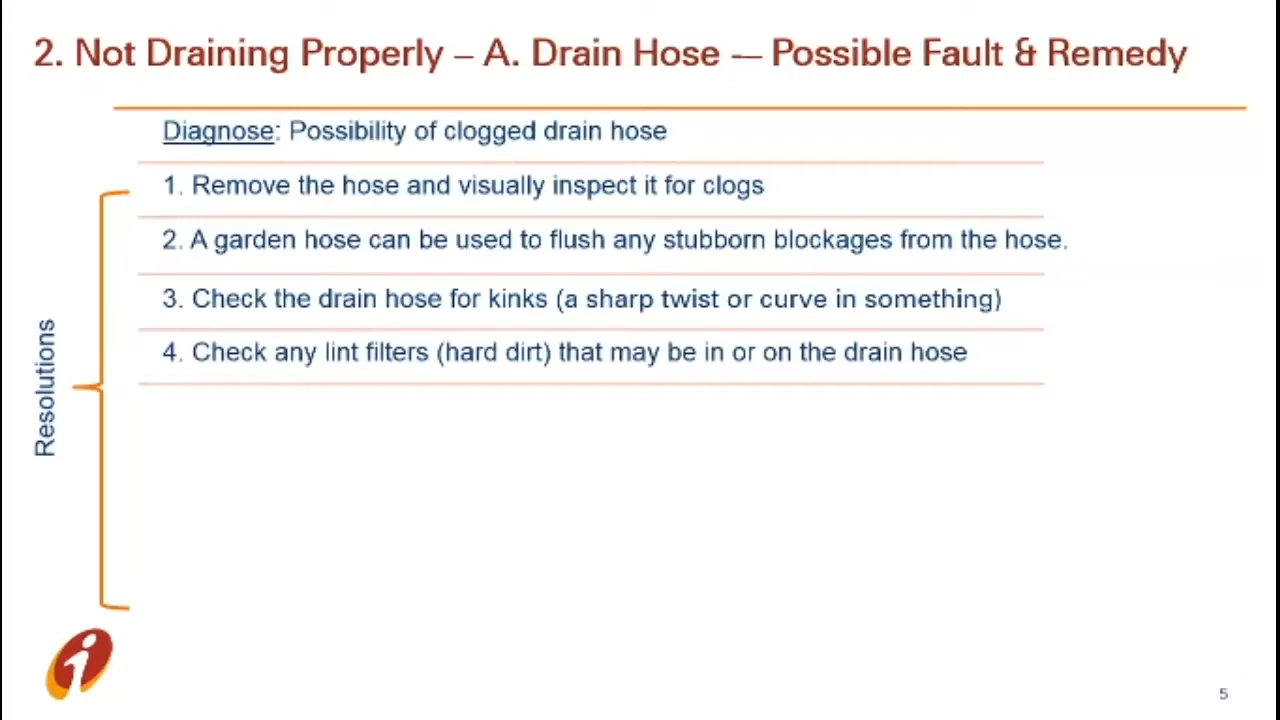 2. Not Draining Properly – A. Drain Hose -– Possible Fault & Remedy
Diagnose: Possibility of clogged drain hose
1. Remove the hose and visually inspect it for clogs
2. A garden hose can be used to flush any stubborn blockages from the hose.
3. Check the drain hose for kinks (a sharp twist or curve in something)
4. Check any lint filters (hard dirt) that may be in or on the drain hose
Resolutions
i
5